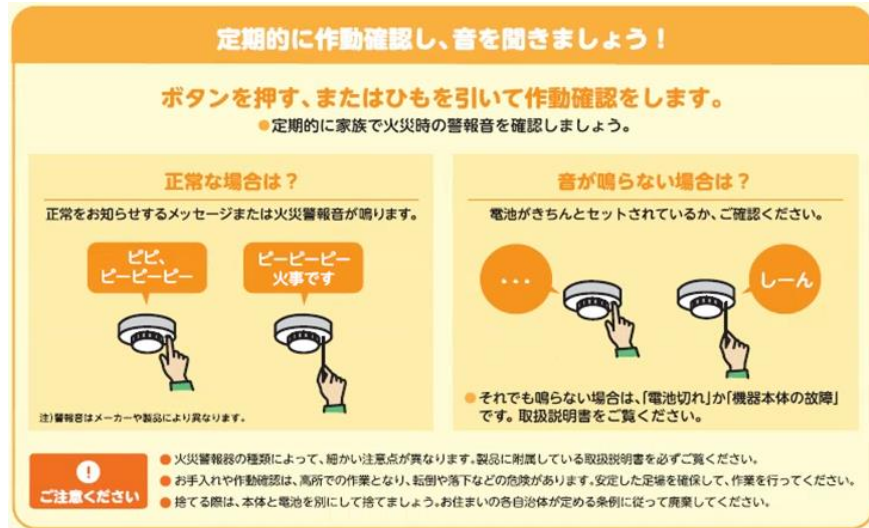 定期的に作動確認し、音を聞きましょう！
ボタンを押す、またはひもを引いて作動確認をします。
●定期的に家族で火災時の警報音を確認しましょう。
正常な場合は？
正常をお知らせするメッセージまたは火災警報音が鳴ります。
ピピ、
ピーピーピー
ピーピーピー
火事です
注)警報音はメーカーや製品により異なります。
音が鳴らない場合は？
電池がきちんとセットされているか、ご確認ください。
・・・
しーん
●それでも鳴らない場合は、「電池切れ」か「機器本体の故障」
です。取扱説明書をご覧ください。
！
ご注意ください
●火災警報器の種類によって、細かい注意点が異なります。製品に附属している取扱説明書を必ずご覧ください。
●お手入れや作動確認は、高所での作業となり、転倒や落下などの危険があります。安定した足場を確保して、作業を行ってください。
●捨てる際は、本体と電池を別にして捨てましょう。お住まいの各自治体が定める条例に従って廃棄してください。